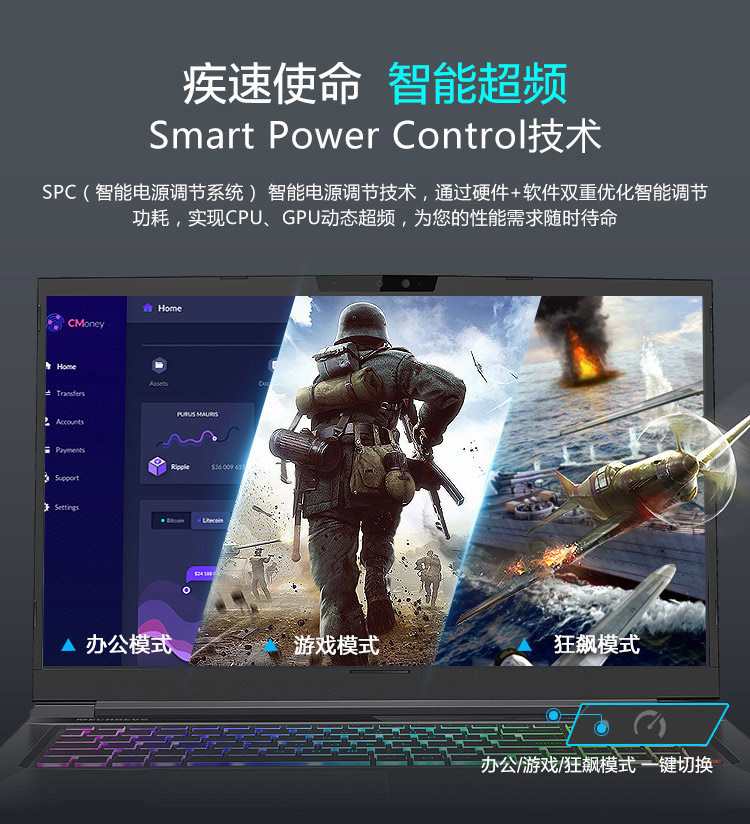 疾速使命 智能超频
Smart Power Control技术
SPC（智能电源调节系统） 智能电源调节技术，通过硬件+软件双重优化智能调节
功耗，实现CPU、GPU动态超频，为您的性能需求随时待命
CMoney
Home
Home
Transfers
Accounts
Payments
Support
Settings
Assets
PURUS MAURIS
Ripple
$36 009 655
Bitcoin
Litecoin
办公模式
游戏模式
狂飙模式
MECHREVO
办公/游戏/狂飙模式 一键切换